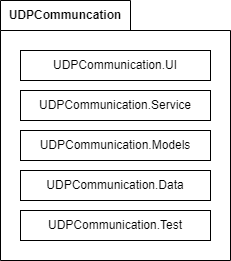 UDPCommuncation
UDPCommunication.UI
UDPCommunication.Service
UDPCommunication.Models
UDPCommunication.Data
UDPCommunication.Test